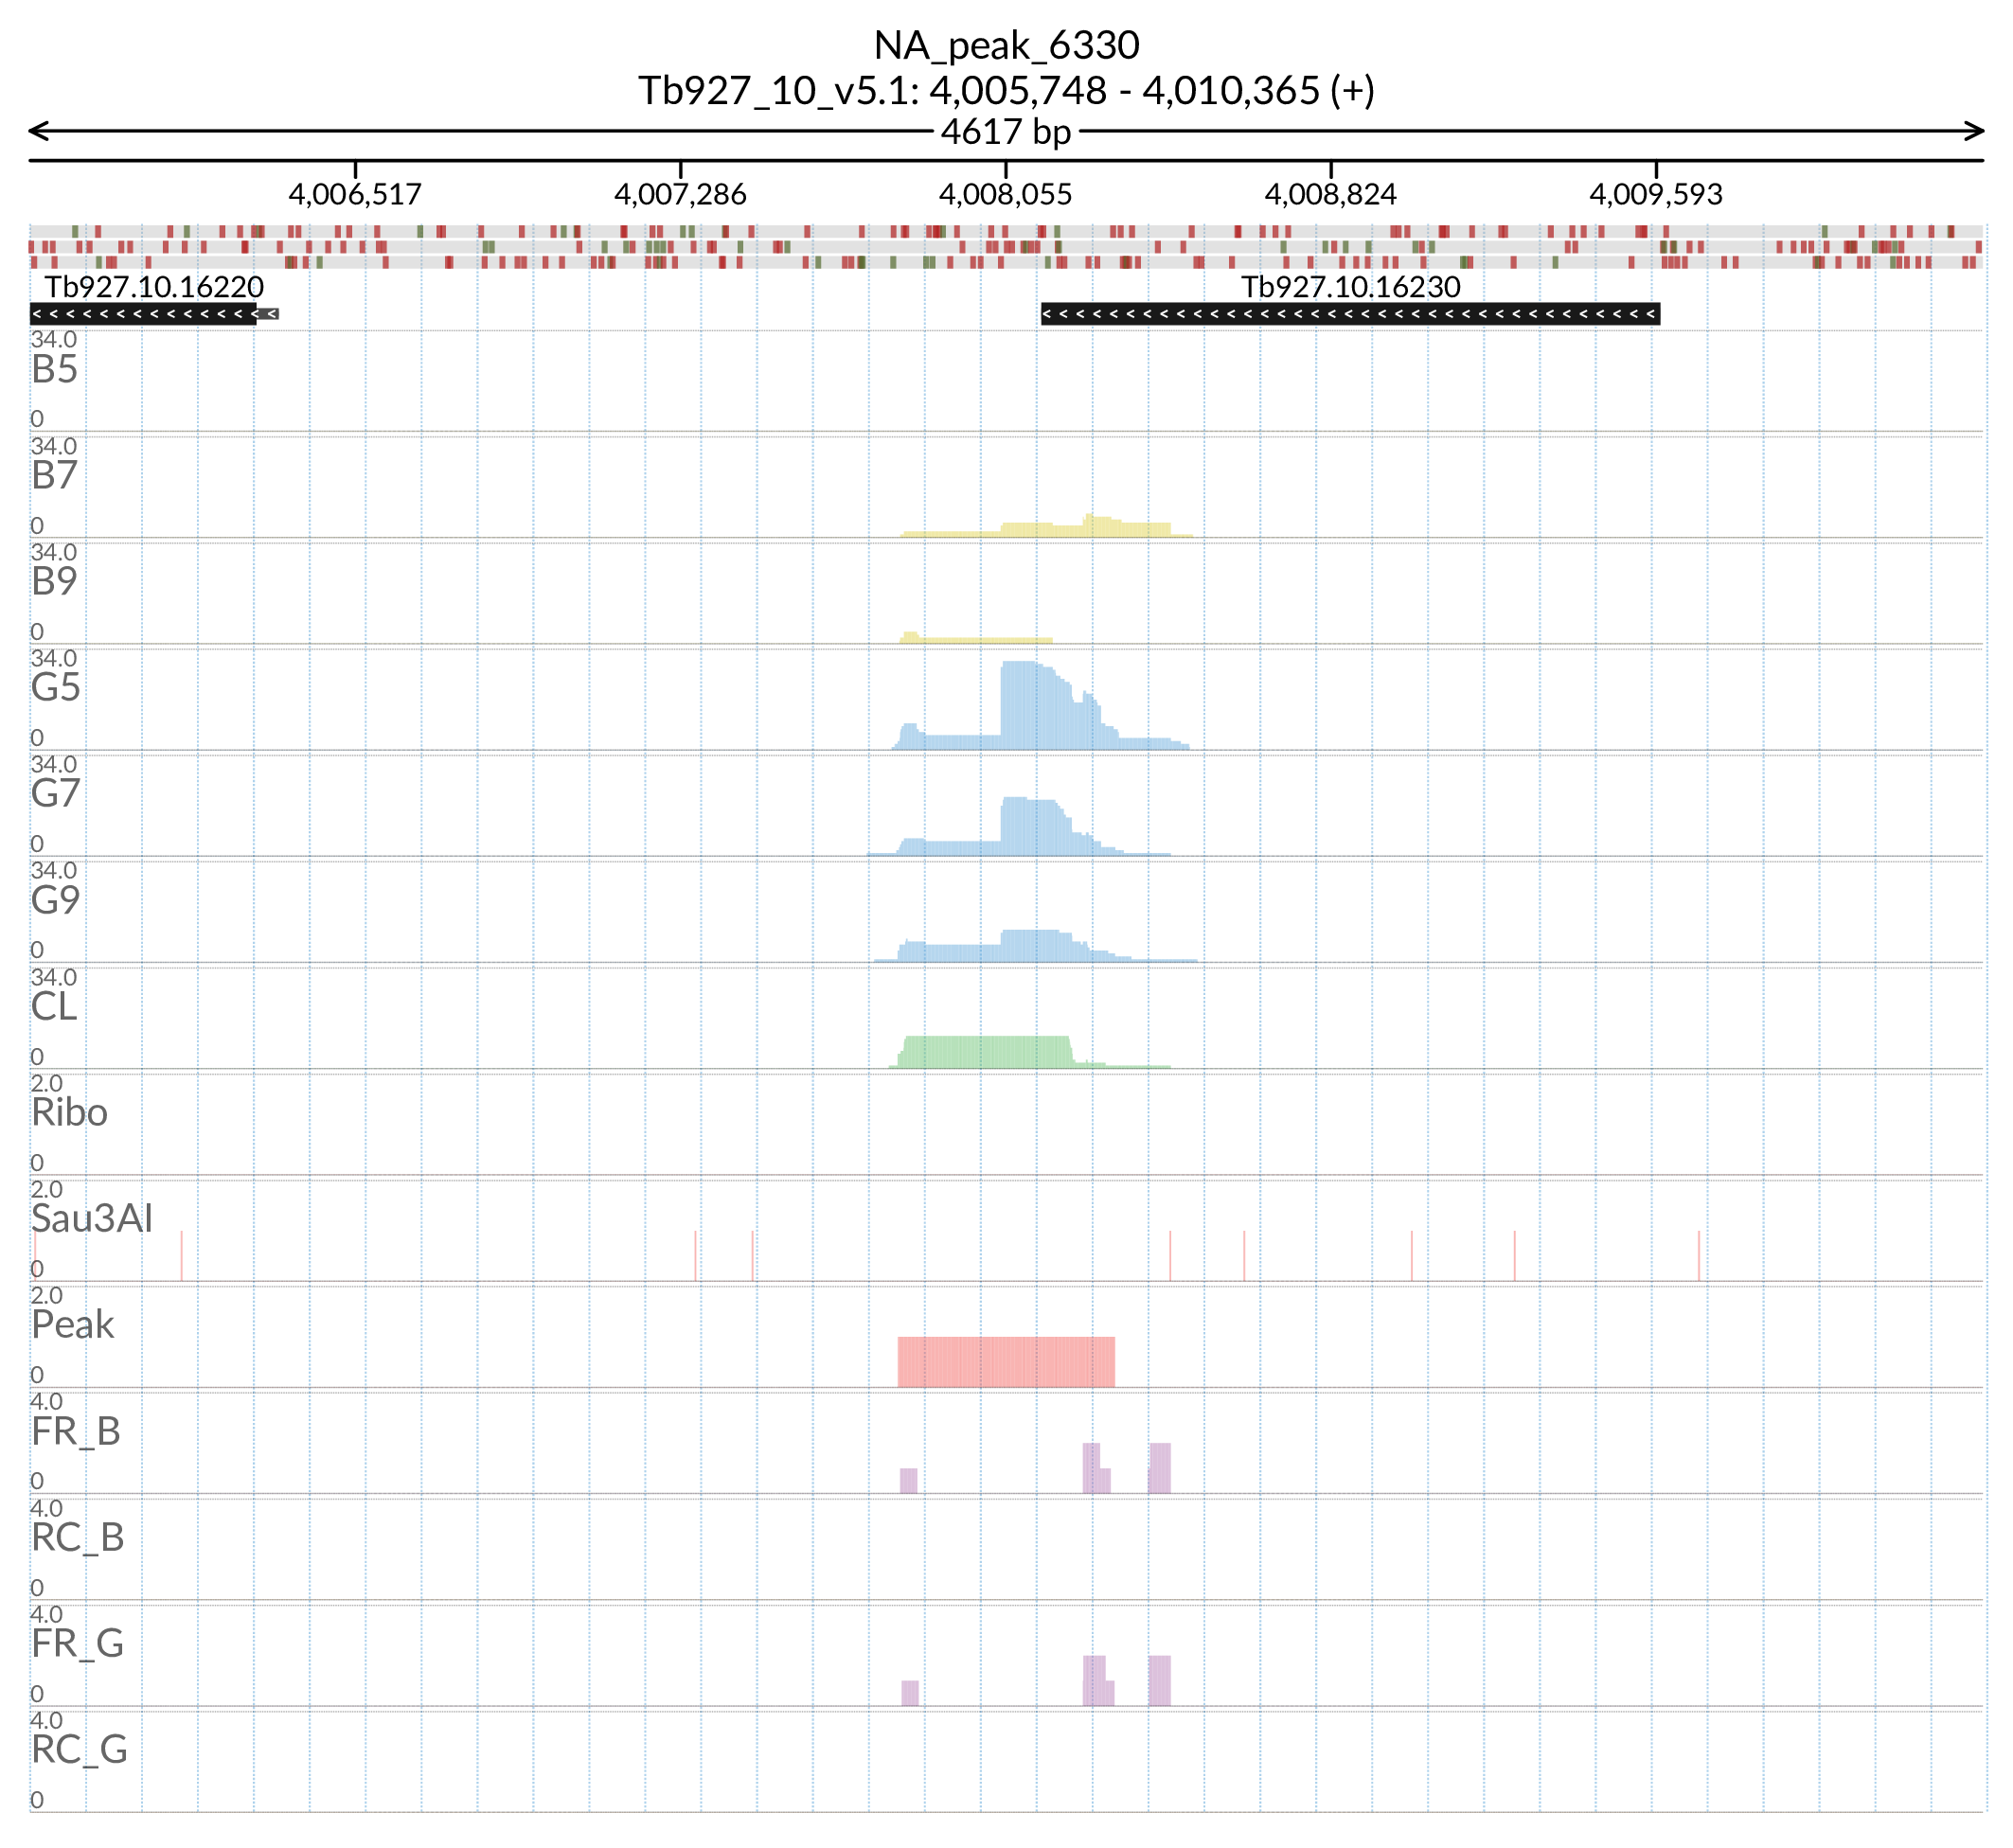 NA_peak_6330
Tb927_10_v5.1: 4,005,748 - 4,010,365 (+)
4617 bp
4,006,517 4,007,286 4,008,055 4,008,824 4,009,593
Tb927.10.16220 Tb927.10.16230
34.0
B5
0
34.0
B7
0
34.0
B9
0
34.0
G5
0
34.0
G7
0
34.0
G9
0
34.0
CL
0
2.0
Ribo
0
2.0
Sau3AI
0
2.0
Peak
0
4.0
FR_B
0
4.0
RC_B
0
4.0
FR_G
0
4.0
RC_G
0